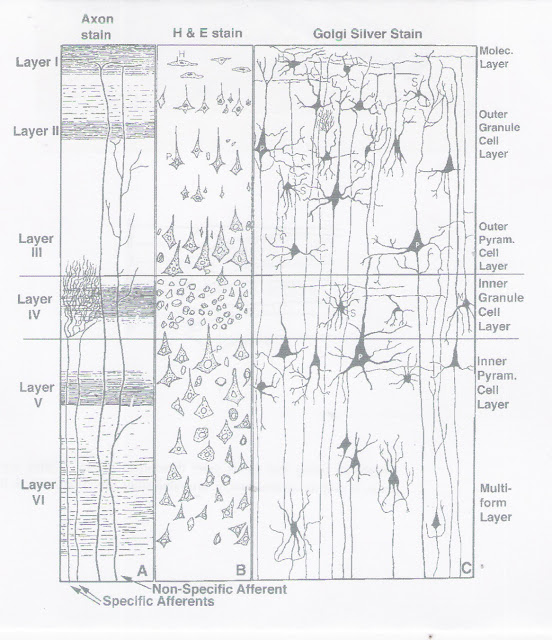 Axon
stain
H & E stain
Golgi Silver Stain
Layer I
Layer II
Layer
III
Layer
IV
Layer
V
Layer
VI
H
P
P
S
P
S
P
S
M
P
Molec.
Layer
Outer
Granule
Cell
Layer
Outer
Pyram.
Cell
Layer
Inner
Granule
Cell
Layer
Inner
Pyram.
Cell
Layer
Multi-
form
Layer
A
B
C
Non-Specific Afferent
Specific Afferents